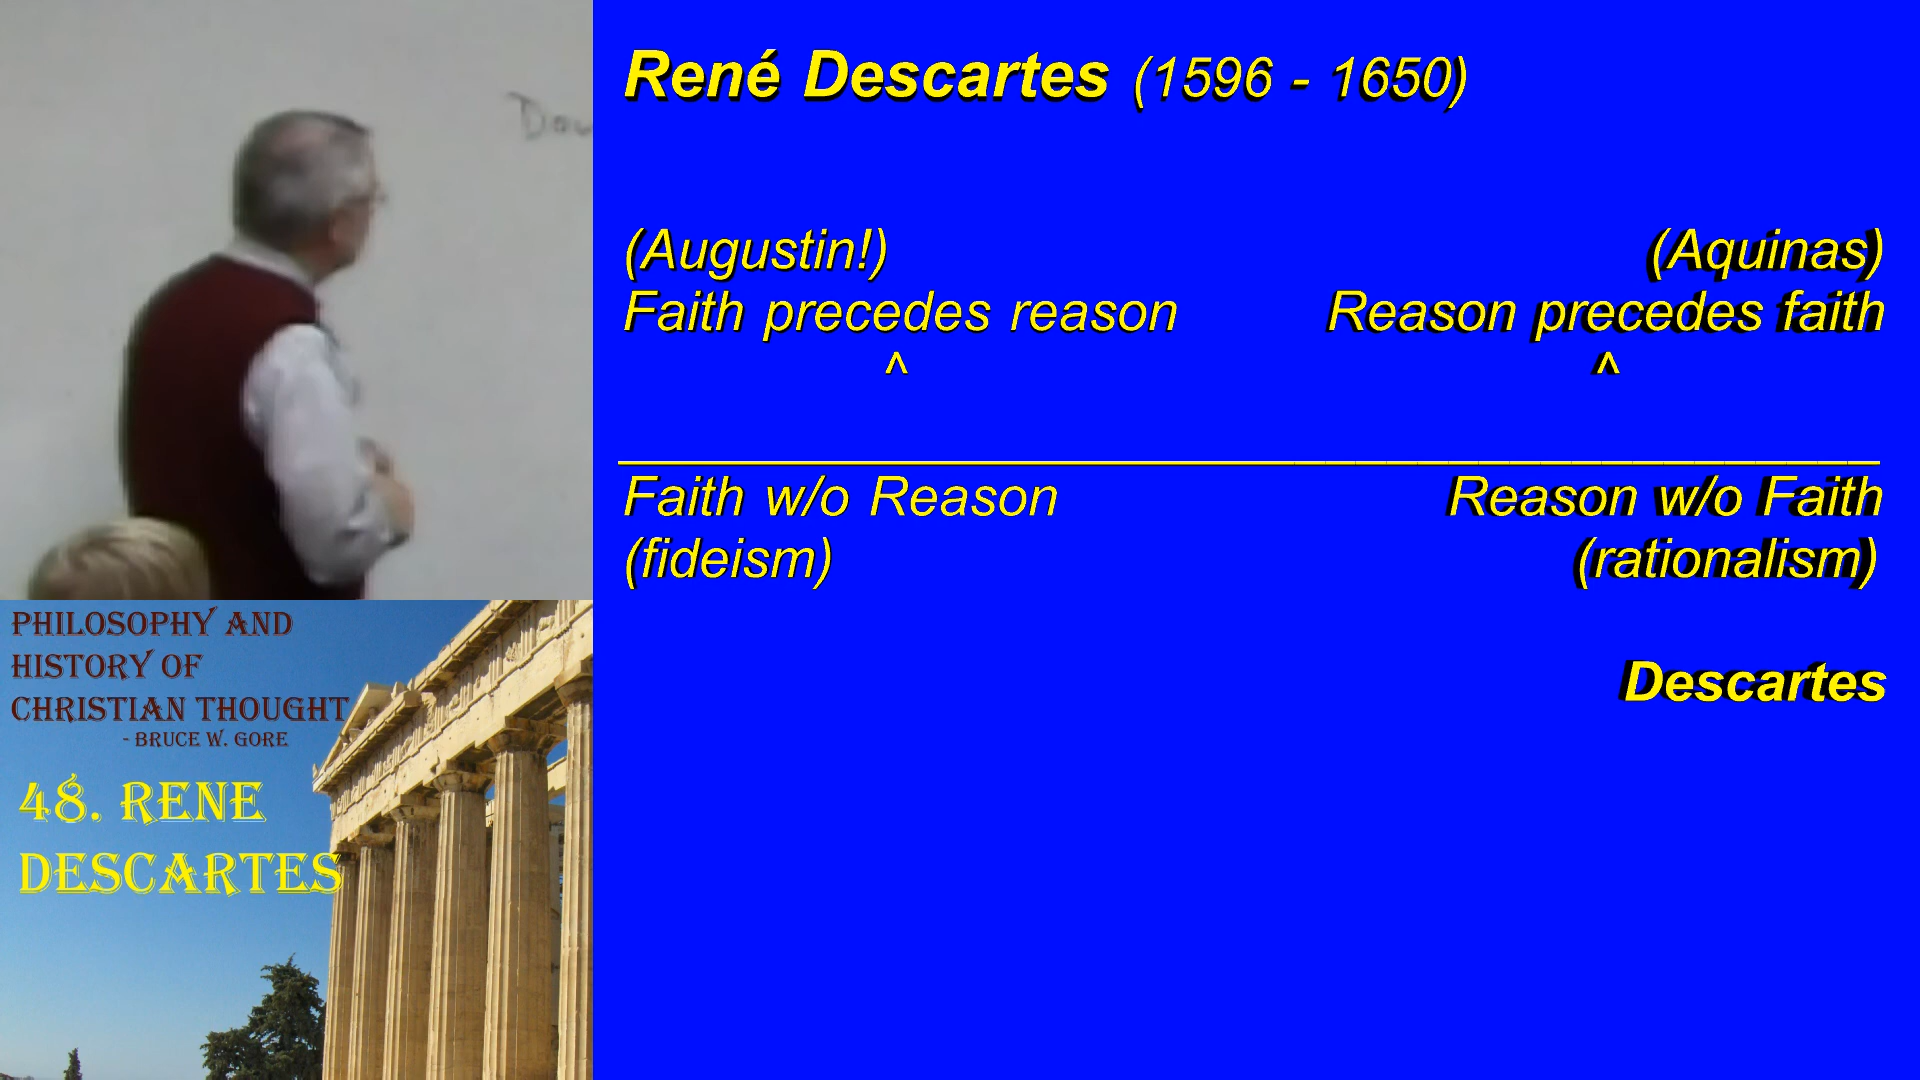 René Descartes (1596 - 1650)
(Augustin!) (Aquinas)
Faith precedes reason Reason precedes faith
^ ^
Faith w/o Reason Reason w/o Faith
(fideism) (rationalism)
Descartes
PHILOSOPHY AND
HISTORY OF
CHRISTIAN THOUGHT
- BRUCE W. GORE
48. RENE
DESCARTES